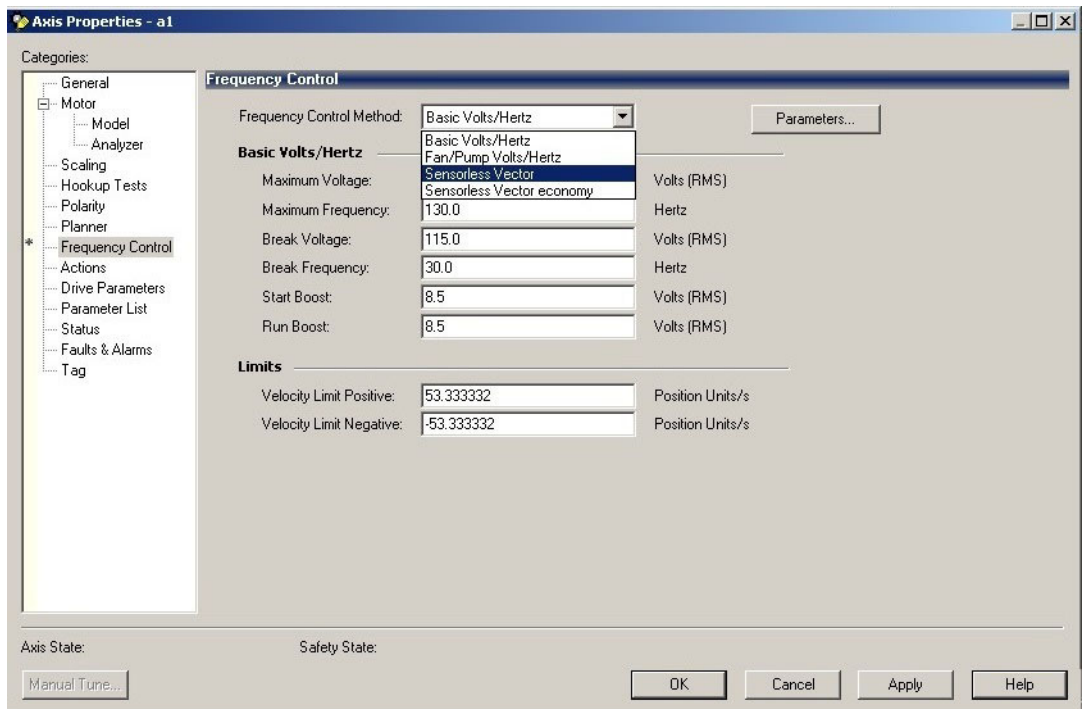 Axis Properties - a1
Categories:
General
Motor
Model
Analyzer
Scaling
Hookup Tests
Polarity
Planner
* Frequency Control
Actions
Drive Parameters
Parameter List
Status
Faults & Alarms
Tag
Frequency Control
Frequency Control Method: Basic Volts/Hertz Parameters...
Basic Volts/Hertz
Fan/Pump Volts/Hertz
Sensorless Vector
Sensorless Vector economy
Basic Volts/Hertz
Maximum Voltage: Volts (RMS)
Maximum Frequency: 130.0 Hertz
Break Voltage: 115.0 Volts (RMS)
Break Frequency: 30.0 Hertz
Start Boost: 8.5 Volts (RMS)
Run Boost: 8.5 Volts (RMS)
Limits
Velocity Limit Positive: 53.333332 Position Units/s
Velocity Limit Negative: -53.333332 Position Units/s
Axis State: Safety State:
Manual Tune... OK Cancel Apply Help